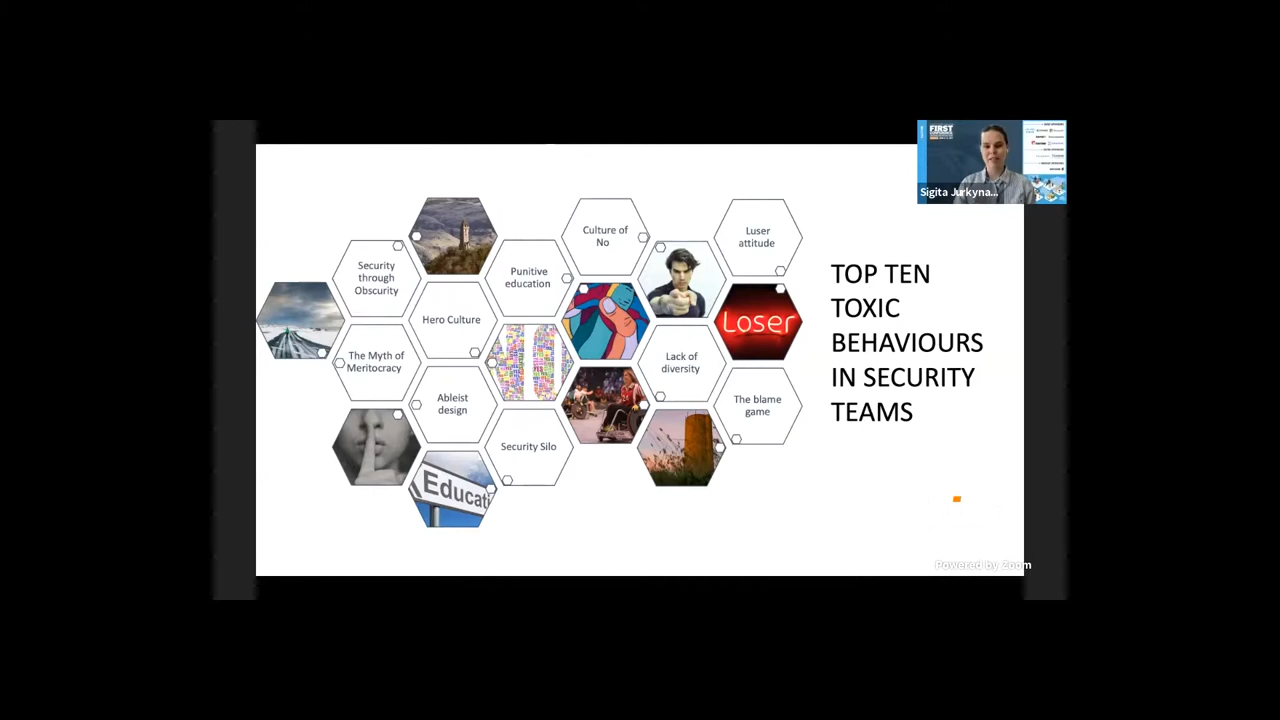 FIRST
CONFERENCE
Sigita Jurkyna...
Culture of
No
Luser
attitude
Security
through
Obscurity
Punitive
education
TOP TEN
TOXIC
BEHAVIOURS
IN SECURITY
TEAMS
Hero Culture
Loser
The Myth of
Meritocracy
Lack of
diversity
Ableist
design
The blame
game
Security Silo
Educati
Powered by Zoom